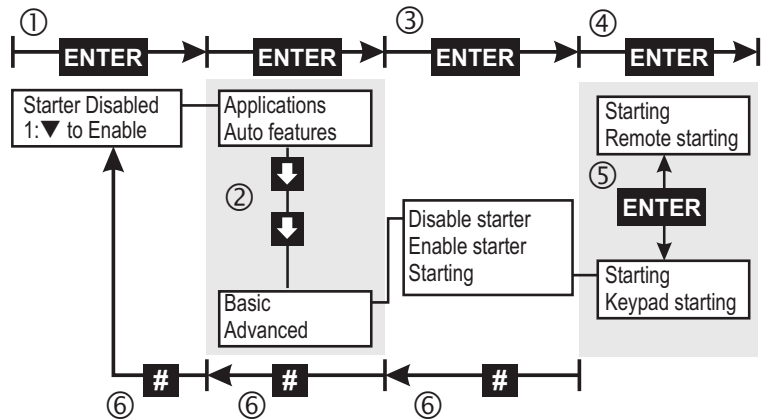 ① ③ ④
ENTER ENTER ENTER ENTER
Starter Disabled
1:▼ to Enable
Applications
Auto features
②
Basic
Advanced
Disable starter
Enable starter
Starting
Starting
Remote starting
⑤
ENTER
Starting
Keypad starting
# # #
⑥ ⑥ ⑥